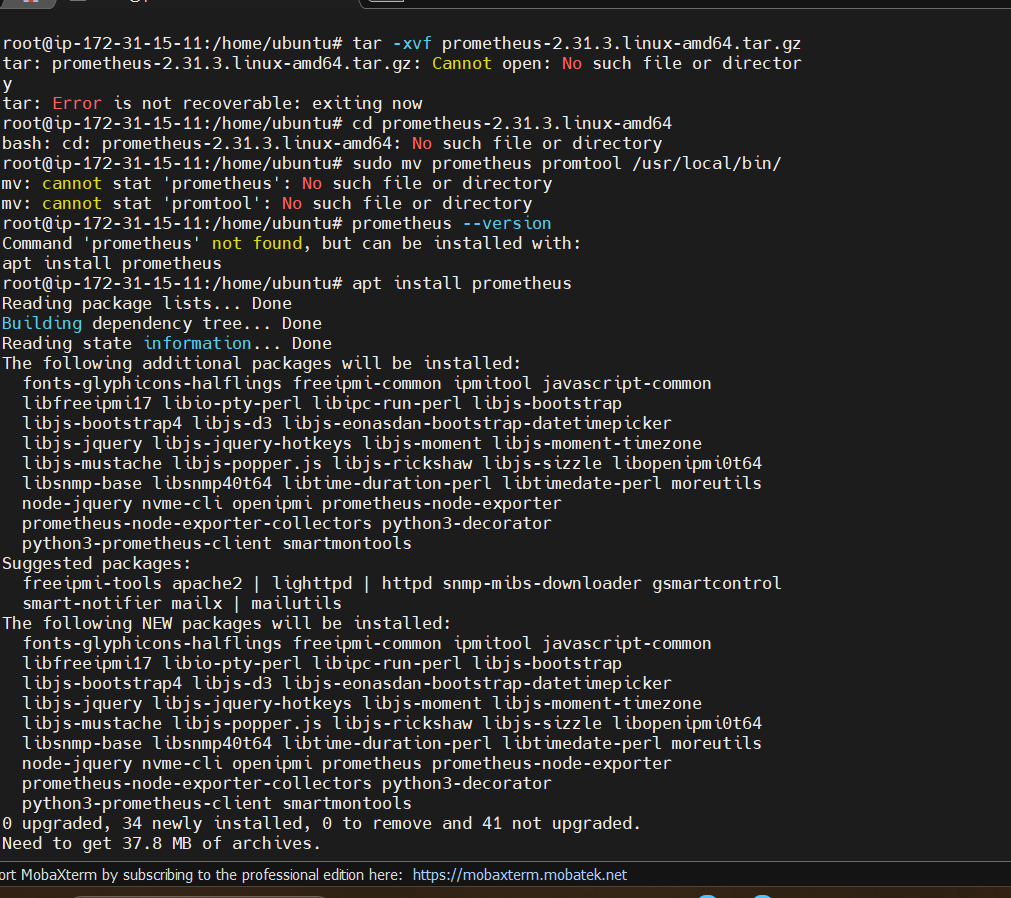 root@ip-172-31-15-11:/home/ubuntu# tar -xvf prometheus-2.31.3.linux-amd64.tar.gz
tar: prometheus-2.31.3.linux-amd64.tar.gz: Cannot open: No such file or director
y
tar: Error is not recoverable: exiting now
root@ip-172-31-15-11:/home/ubuntu# cd prometheus-2.31.3.linux-amd64
bash: cd: prometheus-2.31.3.linux-amd64: No such file or directory
root@ip-172-31-15-11:/home/ubuntu# sudo mv prometheus promtool /usr/local/bin/
mv: cannot stat 'prometheus': No such file or directory
mv: cannot stat 'promtool': No such file or directory
root@ip-172-31-15-11:/home/ubuntu# prometheus --version
Command 'prometheus' not found, but can be installed with:
apt install prometheus
root@ip-172-31-15-11:/home/ubuntu# apt install prometheus
Reading package lists... Done
Building dependency tree... Done
Reading state information... Done
The following additional packages will be installed:
  fonts-glyphicons-halflings freeipmi-common ipmitool javascript-common
  libfreeipmi17 libio-pty-perl libipc-run-perl libjs-bootstrap
  libjs-bootstrap4 libjs-d3 libjs-eonasdan-bootstrap-datetimepicker
  libjs-jquery libjs-jquery-hotkeys libjs-moment libjs-moment-timezone
  libjs-mustache libjs-popper.js libjs-rickshaw libjs-sizzle libopenipmi0t64
  libsnmp-base libsnmp40t64 libtime-duration-perl libtimedate-perl moreutils
  node-jquery nvme-cli openipmi prometheus-node-exporter
  prometheus-node-exporter-collectors python3-decorator
  python3-prometheus-client smartmontools
Suggested packages:
  freeipmi-tools apache2 | lighttpd | httpd snmp-mibs-downloader gsmartcontrol
  smart-notifier mailx | mailutils
The following NEW packages will be installed:
  fonts-glyphicons-halflings freeipmi-common ipmitool javascript-common
  libfreeipmi17 libio-pty-perl libipc-run-perl libjs-bootstrap
  libjs-bootstrap4 libjs-d3 libjs-eonasdan-bootstrap-datetimepicker
  libjs-jquery libjs-jquery-hotkeys libjs-moment libjs-moment-timezone
  libjs-mustache libjs-popper.js libjs-rickshaw libjs-sizzle libopenipmi0t64
  libsnmp-base libsnmp40t64 libtime-duration-perl libtimedate-perl moreutils
  node-jquery nvme-cli openipmi prometheus prometheus-node-exporter
  prometheus-node-exporter-collectors python3-decorator
  python3-prometheus-client smartmontools
0 upgraded, 34 newly installed, 0 to remove and 41 not upgraded.
Need to get 37.8 MB of archives.
ort MobaXterm by subscribing to the professional edition here: https://mobaxterm.mobatek.net